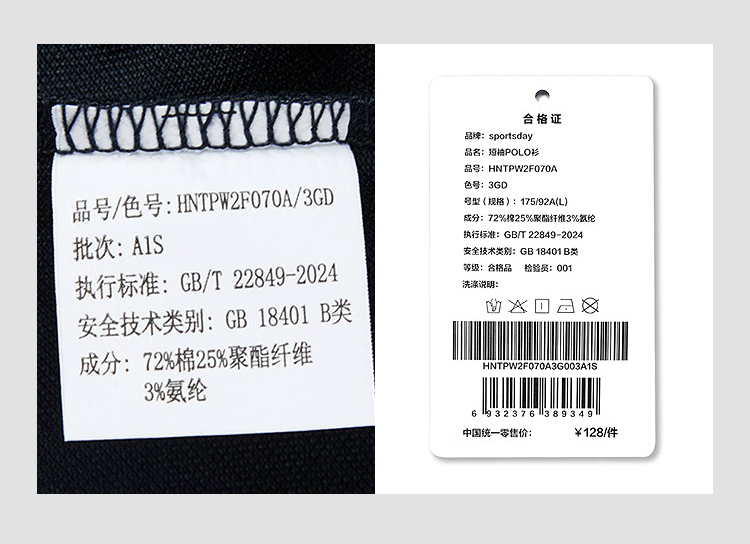 品号/色号: HNTPW2F070A/3GD
批次: A1S
执行标准: GB/T 22849-2024
安全技术类别: GB 18401 B类
成分: 72%棉25%聚酯纤维
3%氨纶
合格证
品牌: sportsday
品名: 短袖POLO衫
品号: HNTPW2F070A
色号: 3GD
号型（规格）: 175/92A(L)
成分: 72%棉25%聚酯纤维3%氨纶
执行标准: GB/T 22849-2024
安全技术类别: GB 18401 B类
等级: 合格品 检验员: 001
洗涤说明:
HNTPW2F070A3G003A1S
6 932376 389349
中国统一零售价: ¥128/件